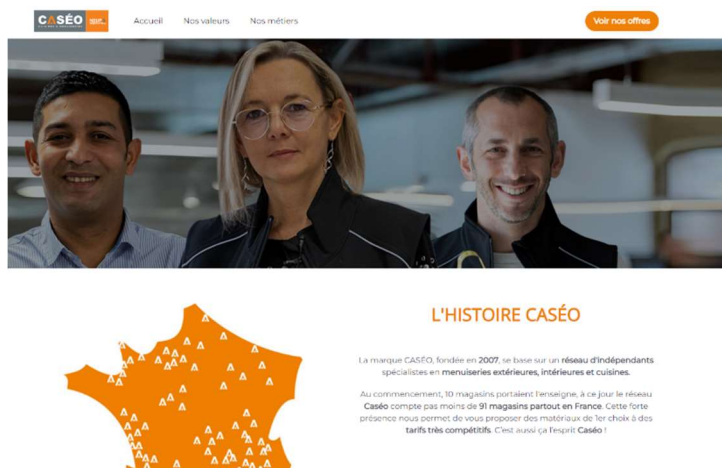 CASÉO
Accueil Nos valeurs Nos métiers
Voir nos offres
L'HISTOIRE CASÉO
La marque CASÉO, fondée en 2007, se base sur un réseau d'indépendants
spécialistes en menuiseries extérieures, intérieures et cuisines.
Au commencement, 10 magasins portaient l'enseigne, à ce jour le réseau
Caséo compte pas moins de 91 magasins partout en France. Cette forte
présence nous permet de vous proposer des matériaux de 1er choix à des
tarifs très compétitifs. C'est aussi ça l'esprit Caséo !